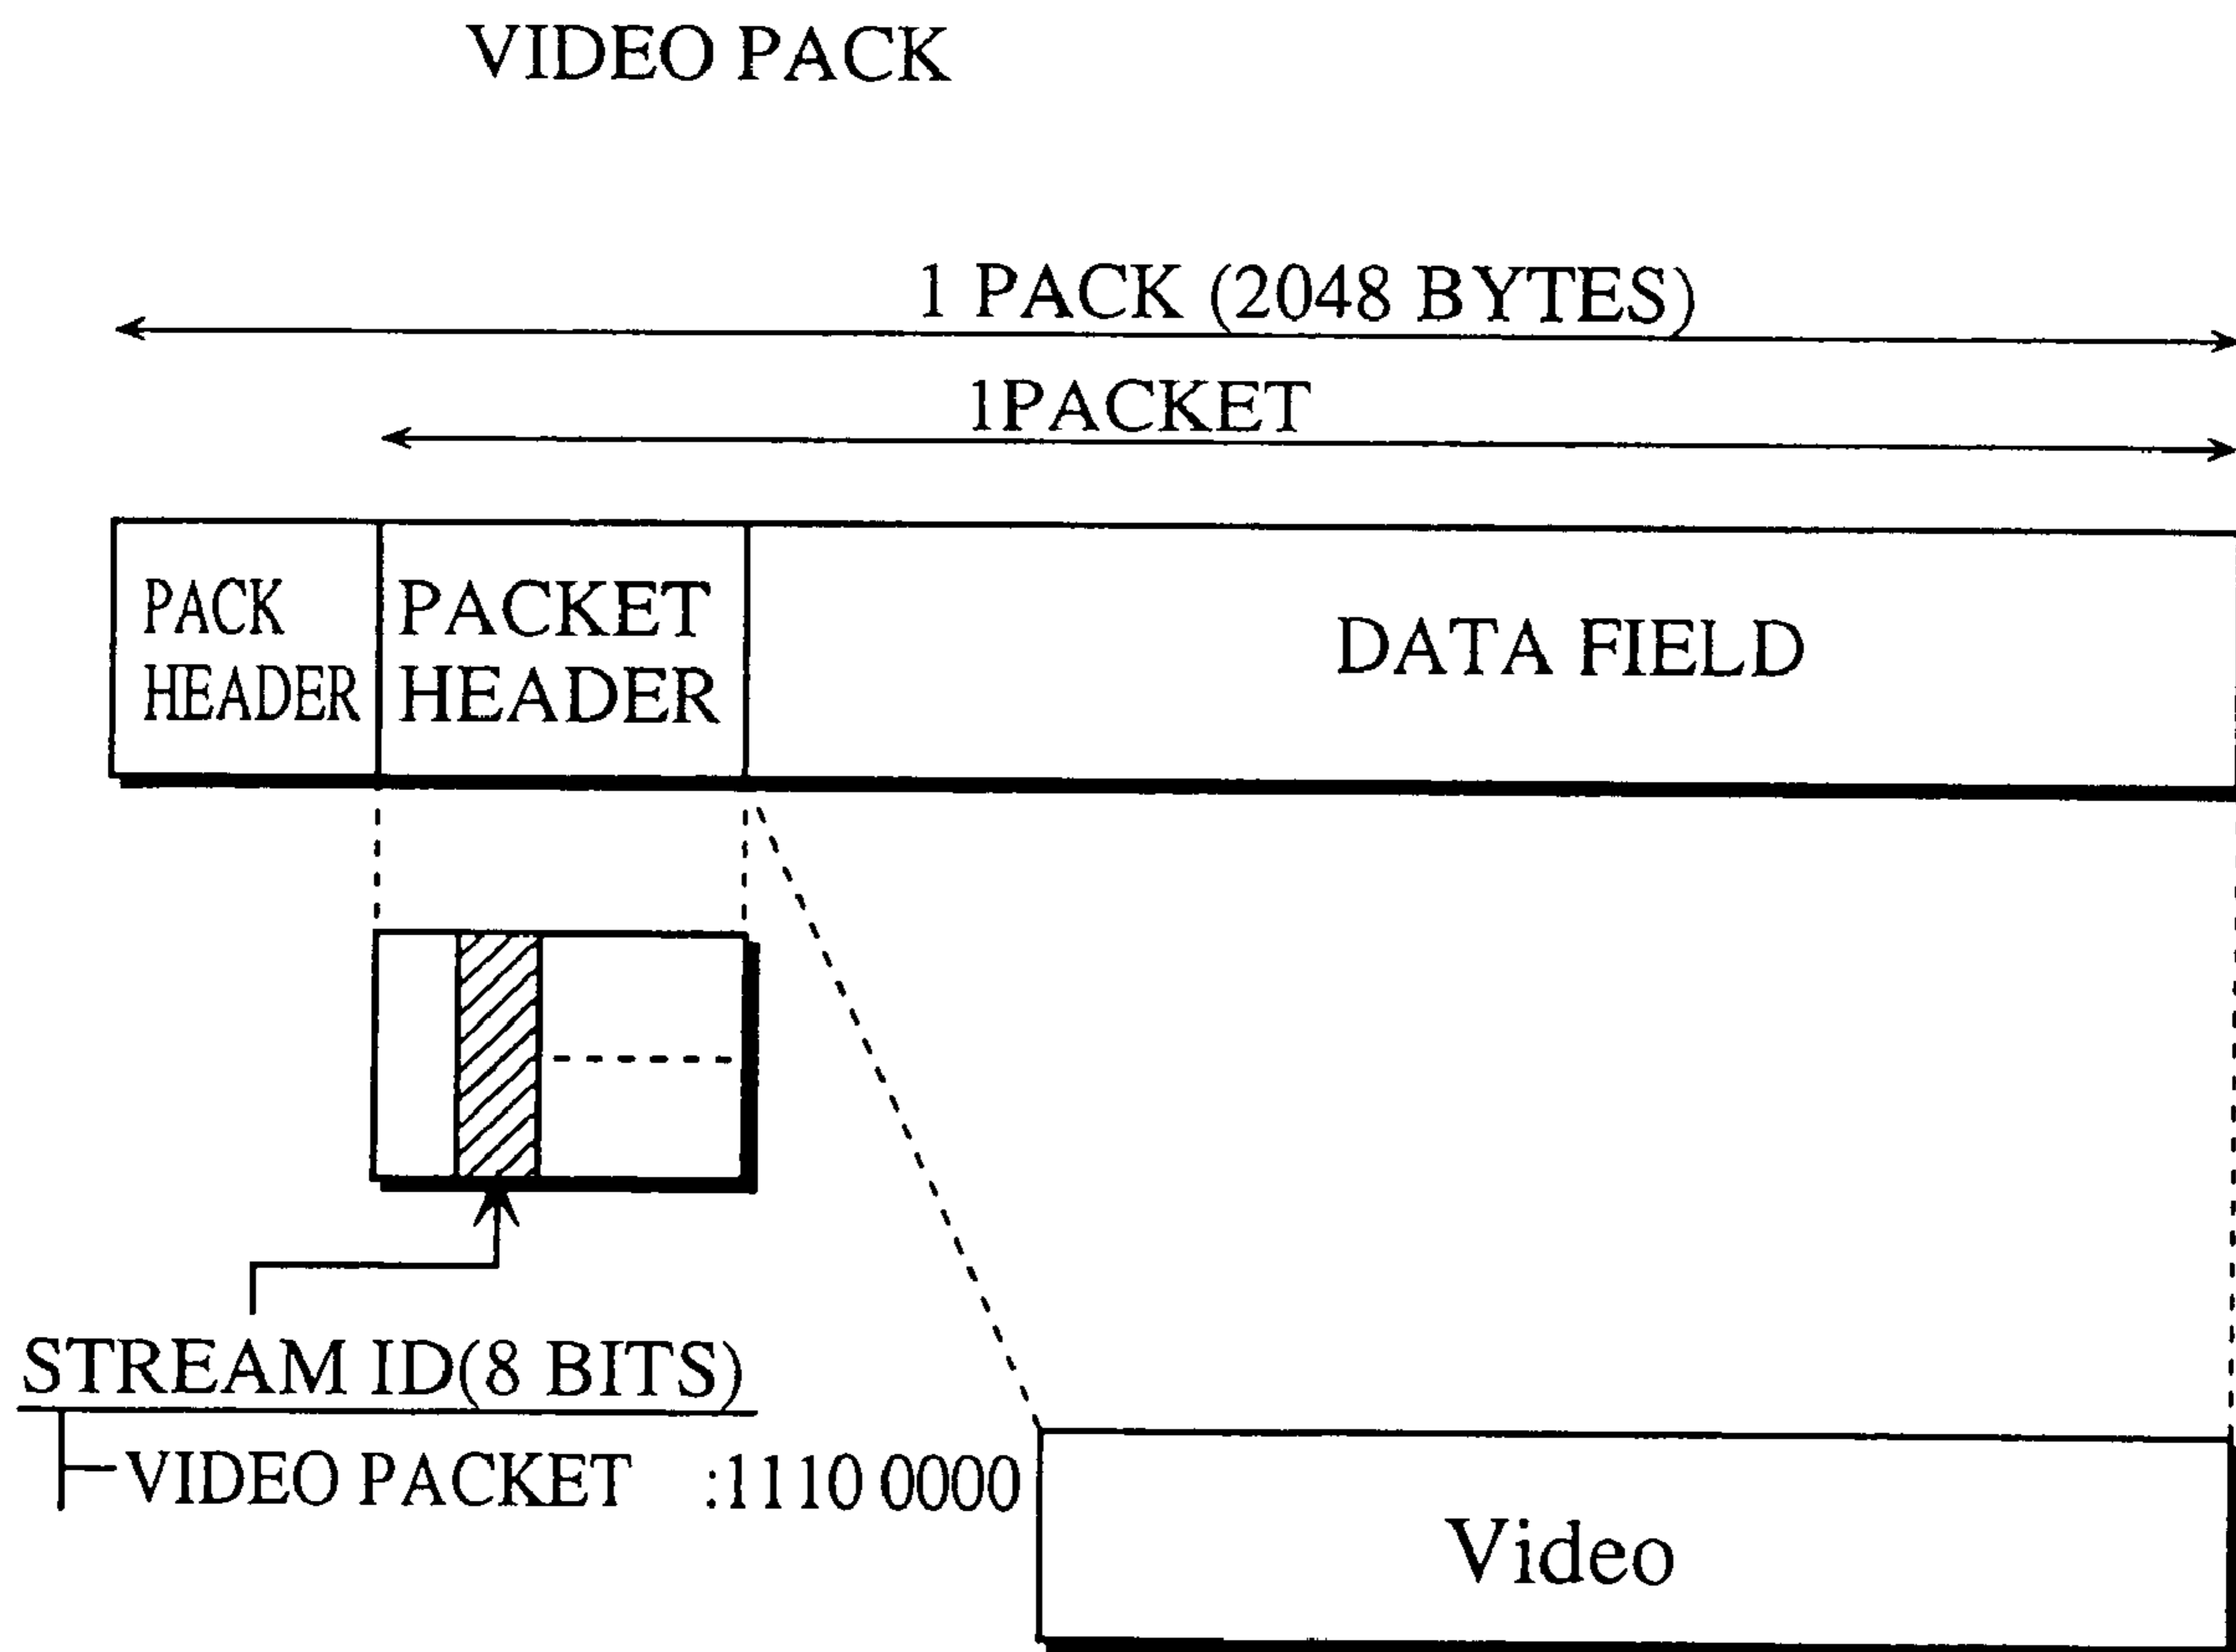 VIDEO PACK
1 PACK (2048 BYTES)
1PACKET
PACK
HEADER
PACKET
HEADER
DATA FIELD
STREAM ID(8 BITS)
VIDEO PACKET :1110 0000
Video